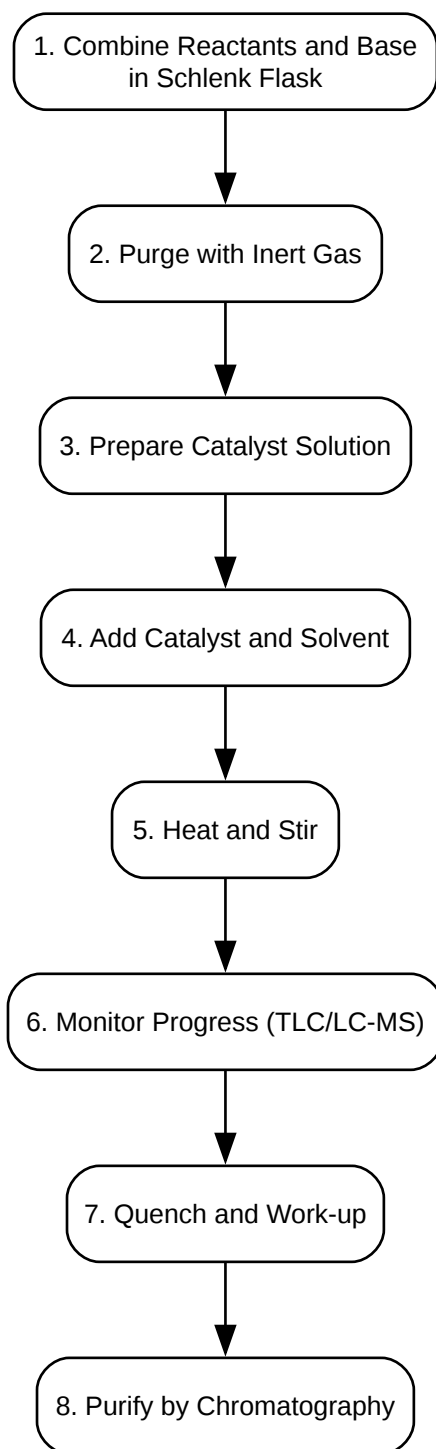 1. Combine Reactants and Base
in Schlenk Flask
2. Purge with Inert Gas
3. Prepare Catalyst Solution
4. Add Catalyst and Solvent
5. Heat and Stir
6. Monitor Progress (TLC/LC-MS)
7. Quench and Work-up
8. Purify by Chromatography